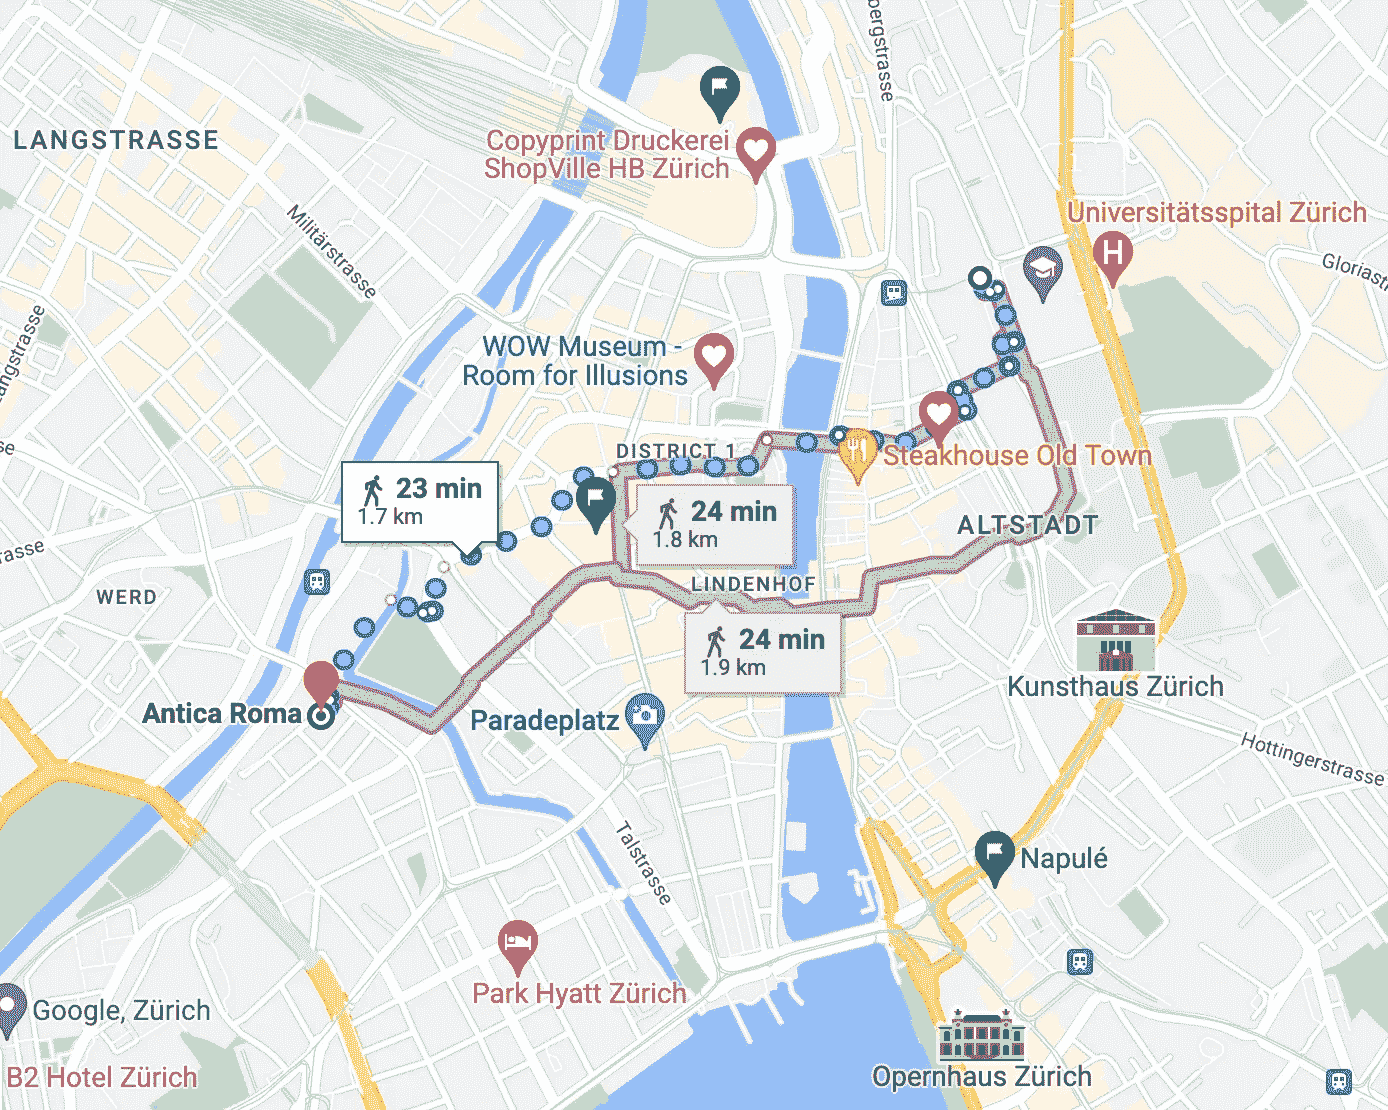 bergstrasse
LANGSTRASSE
Copyprint Druckerei
ShopVille HB Zürich
Militärstrasse
Universitätsspital Zürich
H
Gloriast
angstrasse
WOW Museum -
Room for Illusions
DISTRICT 1
Steakhouse Old Town
23 min
1.7 km
24 min
1.8 km
ALTSTADT
asse
WERD
LINDENHOF
24 min
1.9 km
Kunsthaus Zürich
Antica Roma
Paradeplatz
Hottingerstrasse
Talstrasse
Napulé
Park Hyatt Zürich
Google, Zürich
B2 Hotel Zürich
Opernhaus Zürich